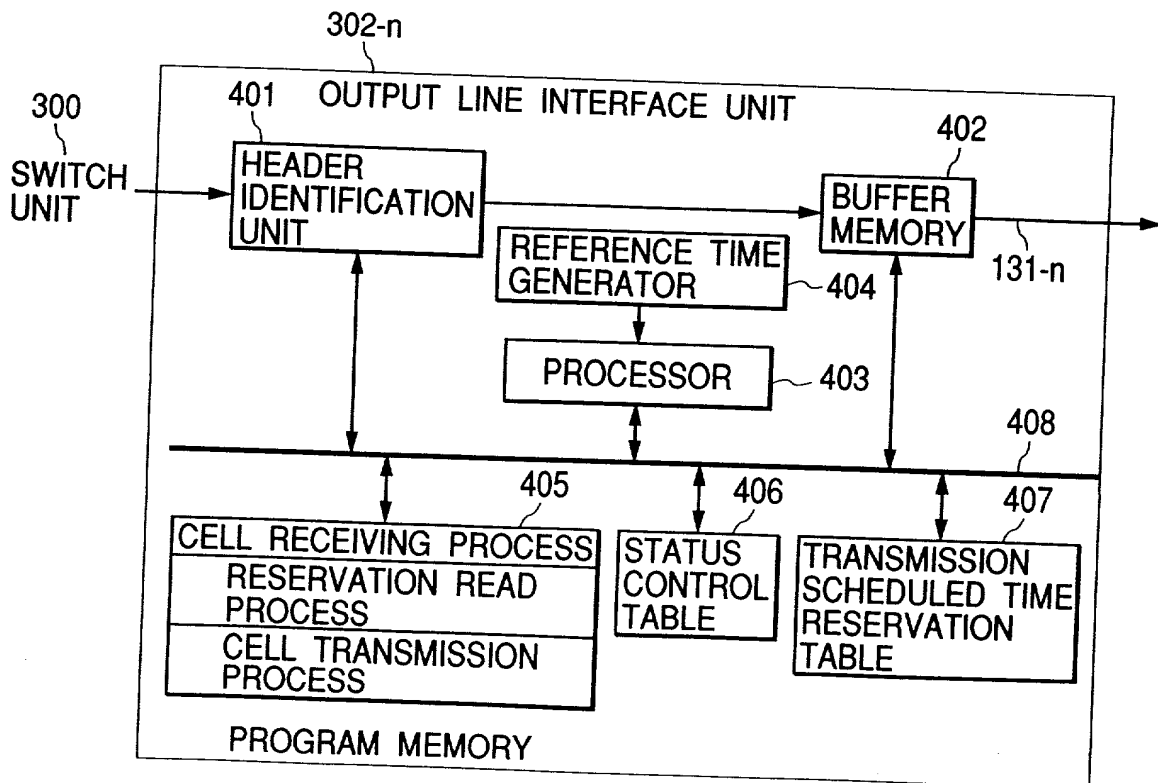 302-n
OUTPUT LINE INTERFACE UNIT
300
SWITCH
UNIT
401
HEADER
IDENTIFICATION
UNIT
402
BUFFER
MEMORY
131-n
REFERENCE TIME
GENERATOR
404
PROCESSOR
403
408
405
CELL RECEIVING PROCESS
RESERVATION READ
PROCESS
CELL TRANSMISSION
PROCESS
406
STATUS
CONTROL
TABLE
407
TRANSMISSION
SCHEDULED TIME
RESERVATION
TABLE
PROGRAM MEMORY